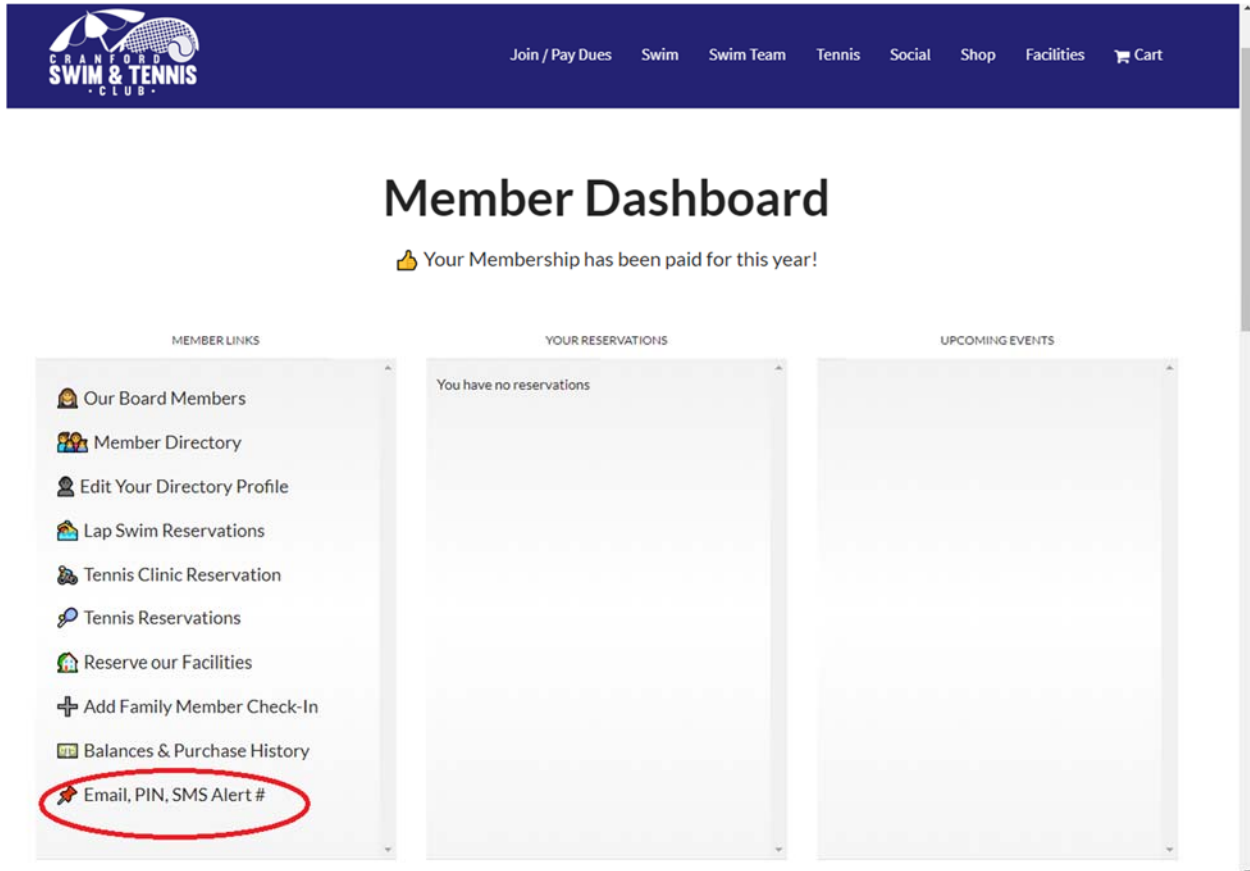 CRANFORD
SWIM & TENNIS
• CLUB •
Join / Pay Dues Swim Swim Team Tennis Social Shop Facilities Cart
Member Dashboard
Your Membership has been paid for this year!
MEMBER LINKS
Our Board Members
Member Directory
Edit Your Directory Profile
Lap Swim Reservations
Tennis Clinic Reservation
Tennis Reservations
Reserve our Facilities
Add Family Member Check-In
Balances & Purchase History
Email, PIN, SMS Alert #
YOUR RESERVATIONS
You have no reservations
UPCOMING EVENTS